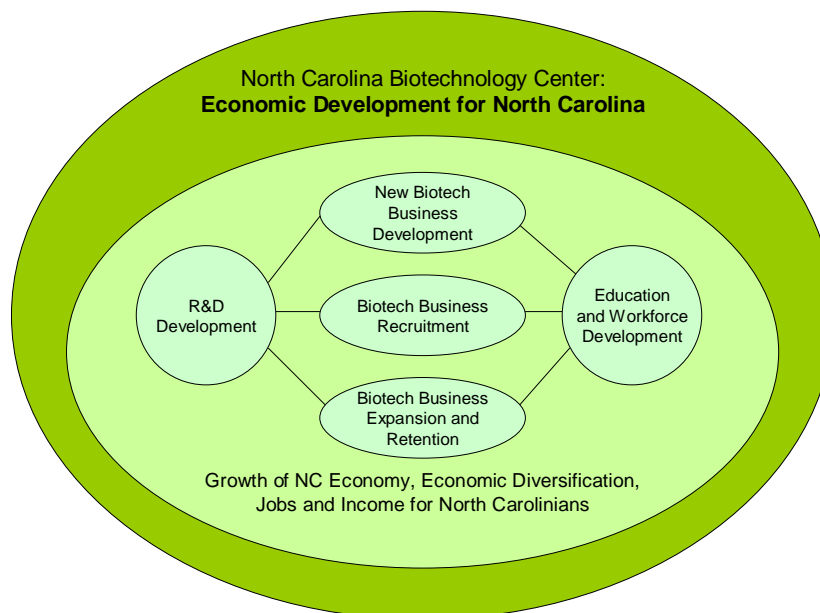 North Carolina Biotechnology Center:
Economic Development for North Carolina
New Biotech
Business
Development
R&D
Development
Biotech Business
Recruitment
Education
and Workforce
Development
Biotech Business
Expansion and
Retention
Growth of NC Economy, Economic Diversification,
Jobs and Income for North Carolinians